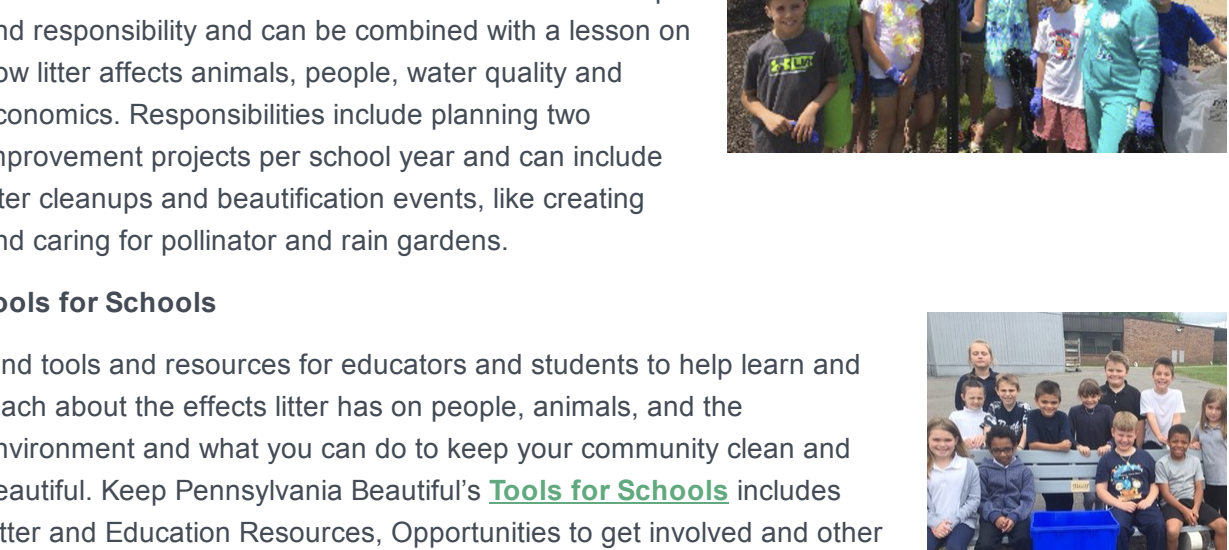 nd responsibility and can be combined with a lesson on
ow litter affects animals, people, water quality and
conomics. Responsibilities include planning two
mprovement projects per school year and can include
tter cleanups and beautification events, like creating
nd caring for pollinator and rain gardens.
ools for Schools
nd tools and resources for educators and students to help learn and
ach about the effects litter has on people, animals, and the
nvironment and what you can do to keep your community clean and
eautiful. Keep Pennsylvania Beautiful’s Tools for Schools includes
tter and Education Resources, Opportunities to get involved and other